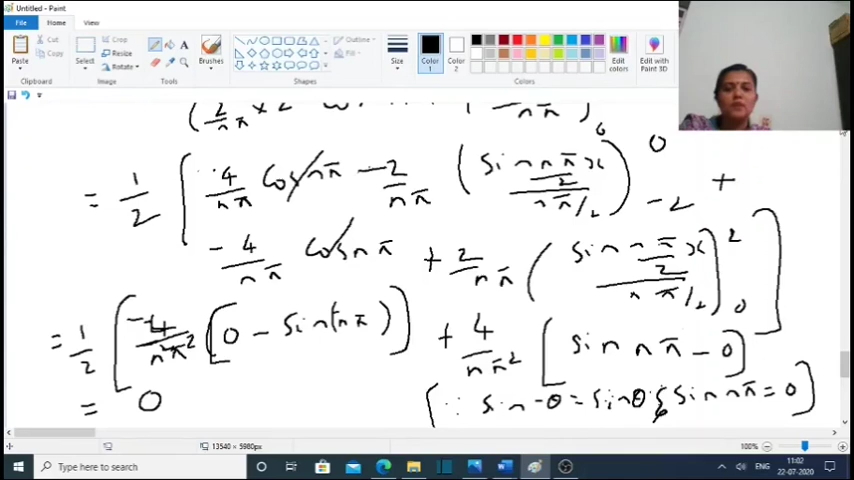 Untitled - Paint
File Home View
Paste Cut Copy Select Crop Resize Rotate Brushes Outline Fill Size Color 1 Color 2 Edit colors Edit with Paint 3D
Clipboard Image Tools Shapes Colors
= 1/2 [ 4/nπ cos nπ - 2/nπ ( sin nπx/2 / nπ/2 ) 0 -2 +
- 4/nπ cos nπ + 2/nπ ( sin nπx/2 / nπ/2 ) 2 0 ]
= 1/2 [ -4/n²π² [ 0 - sin(nπ) ] + 4/nπ² [ sin nπ - 0 ]
= 0 [ ∵ sin -θ = sinθ & sin nπ = 0 ]
13540 × 5980px 100%
Type here to search ENG 11:02 22-07-2020